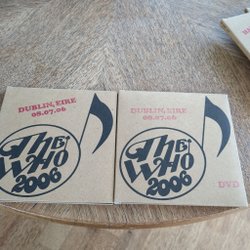 DUBLIN, EIRE
08.07.06
THE
WHO
2006
DUBLIN, EIRE
08.07.06
THE
WHO
2006
DVD